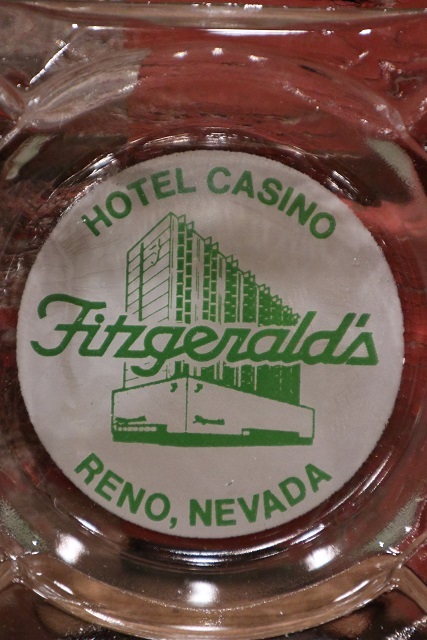 HOTEL CASINO
Fitzgerald's
RENO, NEVADA